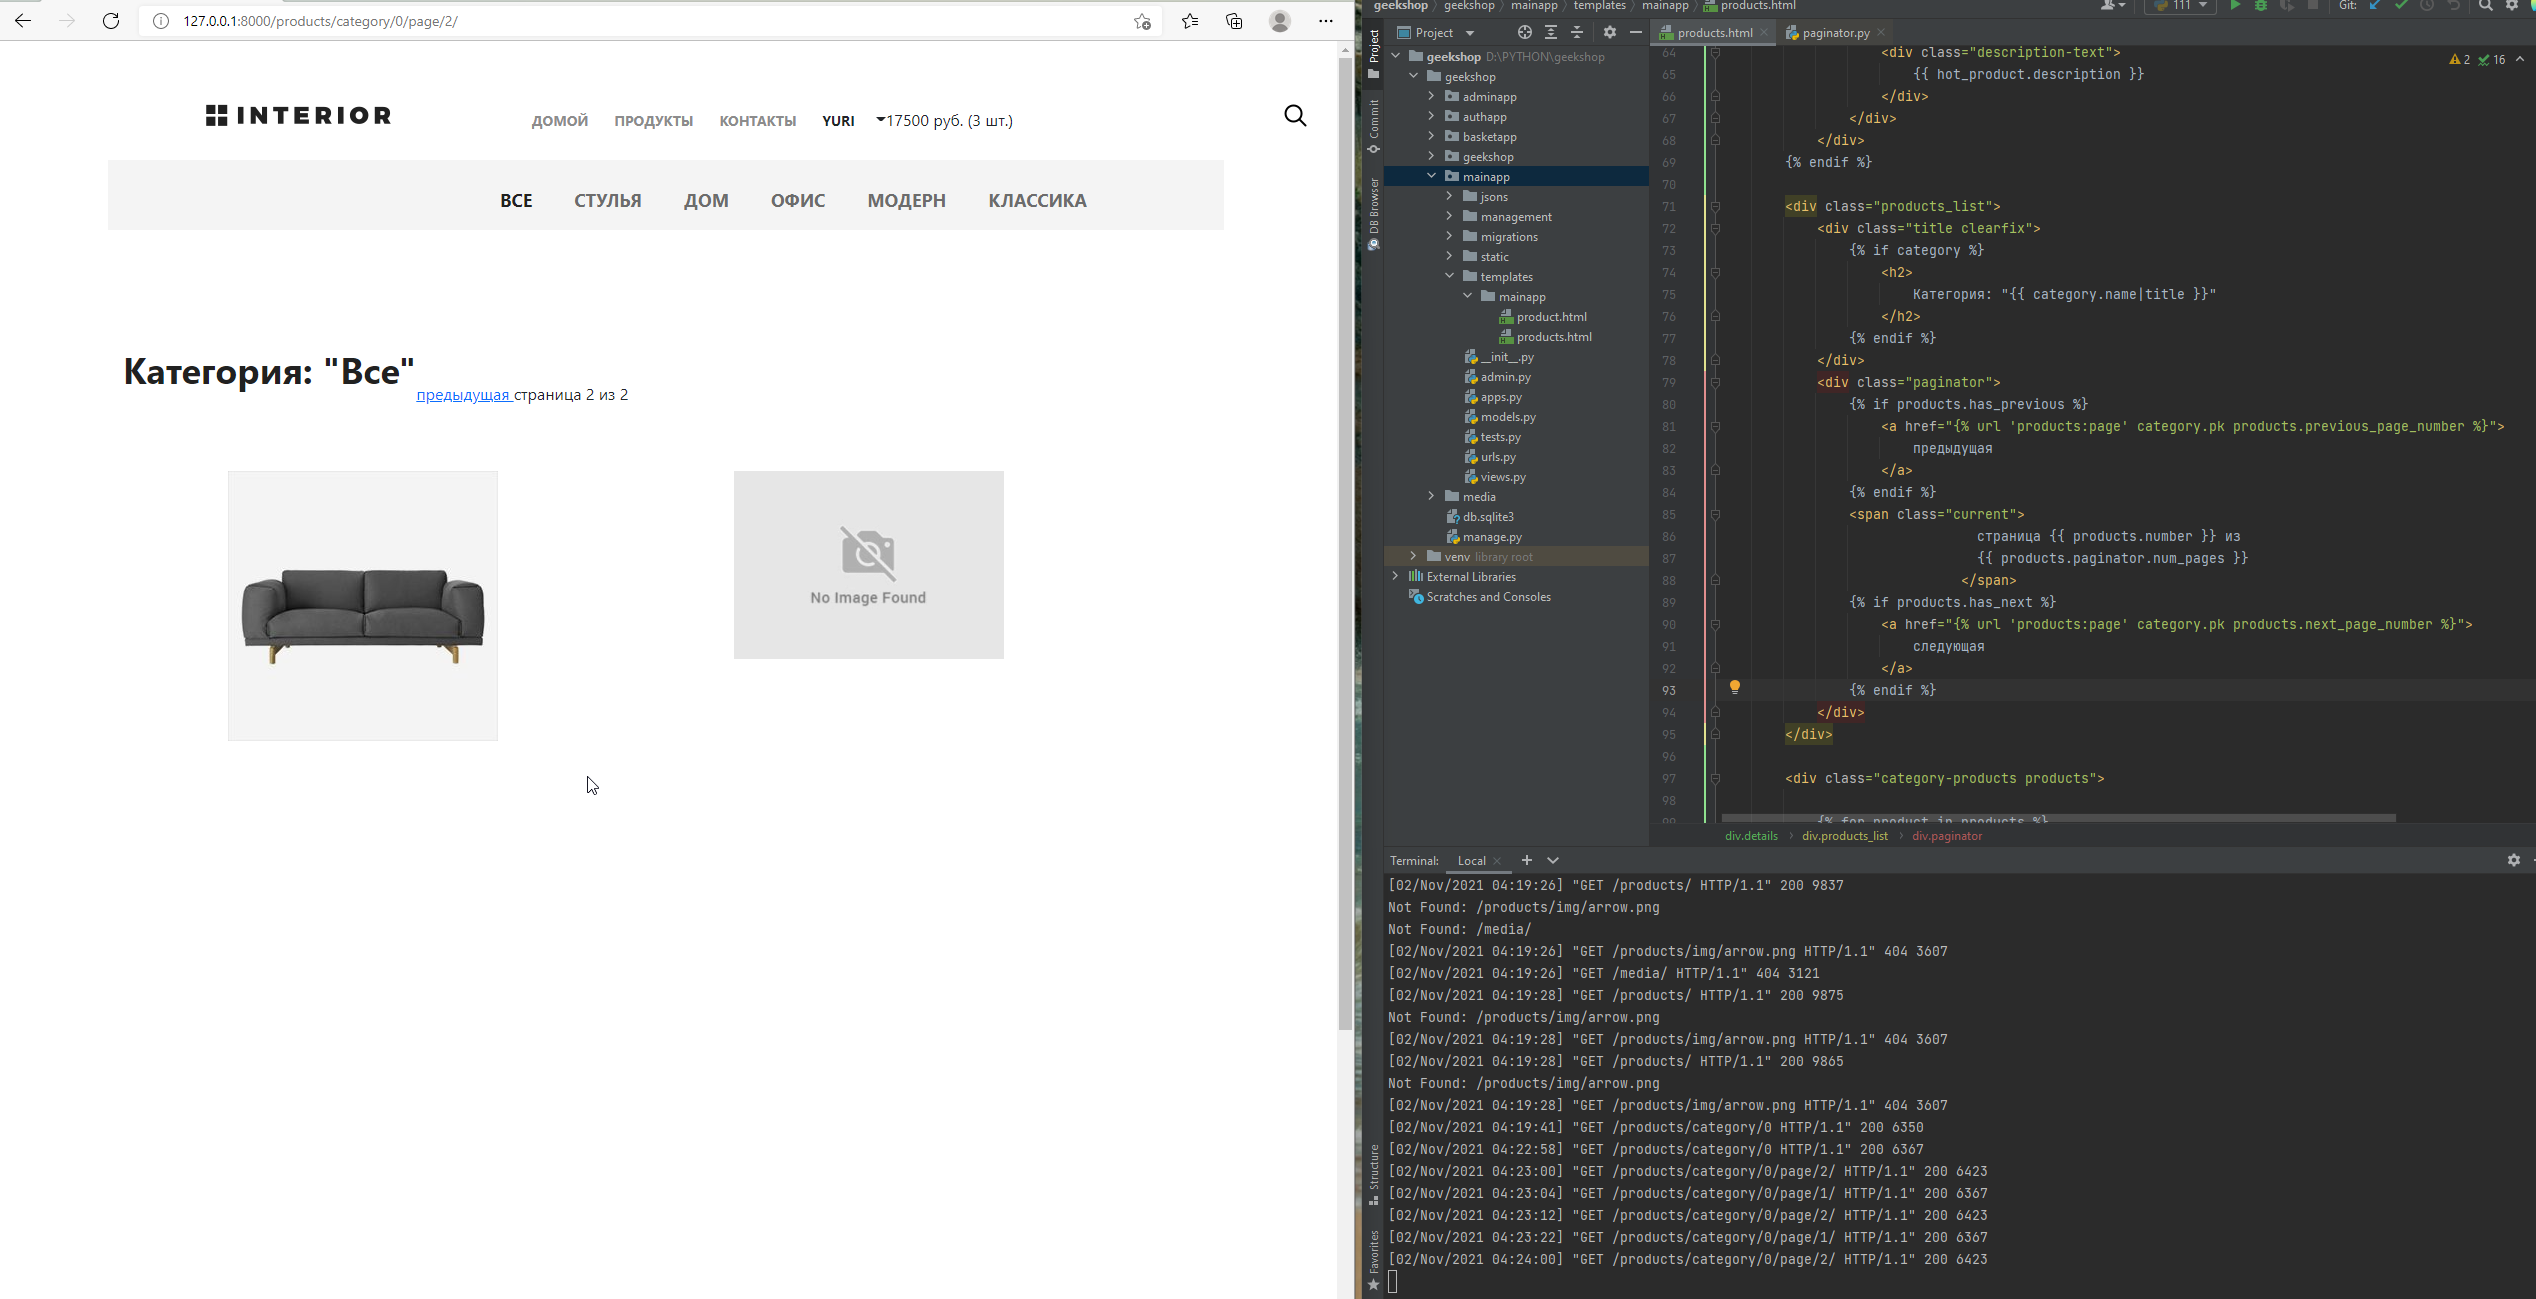 127.0.0.1:8000/products/category/0/page/2/
INTERIOR
ДОМОЙ ПРОДУКТЫ КОНТАКТЫ YURI 17500 руб. (3 шт.)
ВСЕ СТУЛЬЯ ДОМ ОФИС МОДЕРН КЛАССИКА
Категория: "Все"
предыдущая страница 2 из 2
No Image Found
geekshop geekshop mainapp templates mainapp products.html
111 Git:
Project
products.html paginator.py
Project
Commit
DB Browser
Structure
Favorites
geekshop D:\PYTHON\geekshop
geekshop
adminapp
authapp
basketapp
geekshop
mainapp
jsons
management
migrations
static
templates
mainapp
product.html
products.html
__init__.py
admin.py
apps.py
models.py
tests.py
urls.py
views.py
media
db.sqlite3
manage.py
venv library root
External Libraries
Scratches and Consoles
2 16
64 <div class="description-text">
65 {{ hot_product.description }}
66 </div>
67 </div>
68 </div>
69 {% endif %}
70
71 <div class="products_list">
72 <div class="title clearfix">
73 {% if category %}
74 <h2>
75 Категория: "{{ category.name|title }}"
76 </h2>
77 {% endif %}
78 </div>
79 <div class="paginator">
80 {% if products.has_previous %}
81 <a href="{% url 'products:page' category.pk products.previous_page_number %}">
82 предыдущая
83 </a>
84 {% endif %}
85 <span class="current">
86 страница {{ products.number }} из
87 {{ products.paginator.num_pages }}
88 </span>
89 {% if products.has_next %}
90 <a href="{% url 'products:page' category.pk products.next_page_number %}">
91 следующая
92 </a>
93 {% endif %}
94 </div>
95 </div>
96
97 <div class="category-products products">
98
99 {% for product in products %}
div.details div.products_list div.paginator
Terminal: Local
[02/Nov/2021 04:19:26] "GET /products/ HTTP/1.1" 200 9837
Not Found: /products/img/arrow.png
Not Found: /media/
[02/Nov/2021 04:19:26] "GET /products/img/arrow.png HTTP/1.1" 404 3607
[02/Nov/2021 04:19:26] "GET /media/ HTTP/1.1" 404 3121
[02/Nov/2021 04:19:28] "GET /products/ HTTP/1.1" 200 9875
Not Found: /products/img/arrow.png
[02/Nov/2021 04:19:28] "GET /products/img/arrow.png HTTP/1.1" 404 3607
[02/Nov/2021 04:19:28] "GET /products/ HTTP/1.1" 200 9865
Not Found: /products/img/arrow.png
[02/Nov/2021 04:19:28] "GET /products/img/arrow.png HTTP/1.1" 404 3607
[02/Nov/2021 04:19:41] "GET /products/category/0 HTTP/1.1" 200 6350
[02/Nov/2021 04:22:58] "GET /products/category/0 HTTP/1.1" 200 6367
[02/Nov/2021 04:23:00] "GET /products/category/0/page/2/ HTTP/1.1" 200 6423
[02/Nov/2021 04:23:04] "GET /products/category/0/page/1/ HTTP/1.1" 200 6367
[02/Nov/2021 04:23:12] "GET /products/category/0/page/2/ HTTP/1.1" 200 6423
[02/Nov/2021 04:23:22] "GET /products/category/0/page/1/ HTTP/1.1" 200 6367
[02/Nov/2021 04:24:00] "GET /products/category/0/page/2/ HTTP/1.1" 200 6423